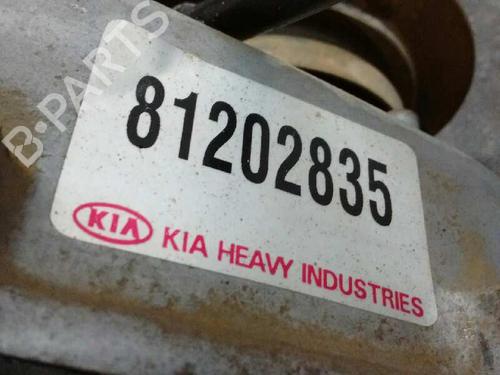 B-PARTS
81202835
KIA KIA HEAVY INDUSTRIES